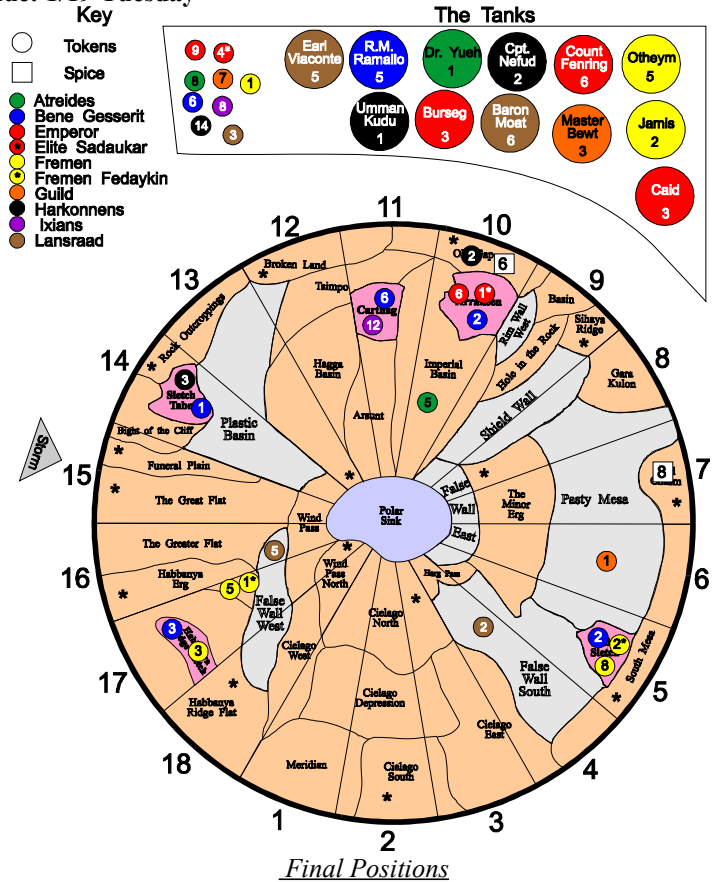 1/19 Tuesday
Key
Tokens
Spice
Atreides
Bene Gesserit
Emperor
Elite Sadaukar
Fremen
Fremen Fedaykin
Guild
Harkonnens
Ixians
Lansraad
The Tanks
9
4*
8
7
1
6
8
14
3
Earl
Viaconte
5
R.M.
Ramallo
5
Dr. Yueh
1
Cpt.
Nefud
2
Count
Fenring
6
Otheym
5
Umman
Kudu
1
Burseg
3
Baron
Moat
6
Master
Bewt
3
Jamis
2
Caid
3
11
12
10
13
9
14
8
15
7
16
6
17
5
18
4
1
2
3
Storm
Broken Land
Tsimpo
Carthag
6
12
2
6
6
1*
2
Rim Wall
West
Basin
Sihaya
Ridge
Hole in the Rock
Gara
Kulon
Rock Outcroppings
Hagga
Basin
Imperial
Basin
5
Arsunt
Shield Wall
3
Sietch
1
Plastic
Basin
Bight of the Cliff
Funeral Plain
The Great Flat
The Greater Flat
Habbanya
Erg
Polar
Sink
Wind
Pass
Wind
Pass
North
False
Wall
East
The
Minor
Erg
Pasty Mesa
8
1
5
5
1*
False
Wall
West
3
3
Habbanya
Ridge Flat
Cielago
West
Cielago
North
Harg Pass
2
False
Wall
South
2
2*
8
South Mesa
Cielago
Depression
Cielago
East
Meridian
Cielago
South
Final Positions